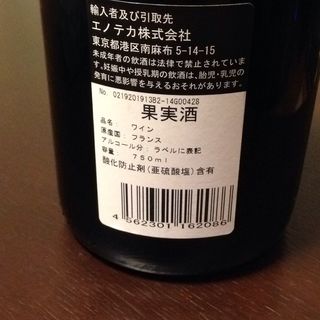 輸入者及び引取先
エノテカ株式会社
東京都港区南麻布5-14-15
未成年者の飲酒は法律で禁止されています。
妊娠中や授乳期の飲酒は、胎児・乳児の
発育に悪影響を与えるおそれがあります。
No. 021920191382-14G00428
果実酒
品名： ワイン
原産国： フランス
アルコール分： ラベルに表記
容量： 750ml
酸化防止剤(亜硫酸塩)含有
4 562301 162086